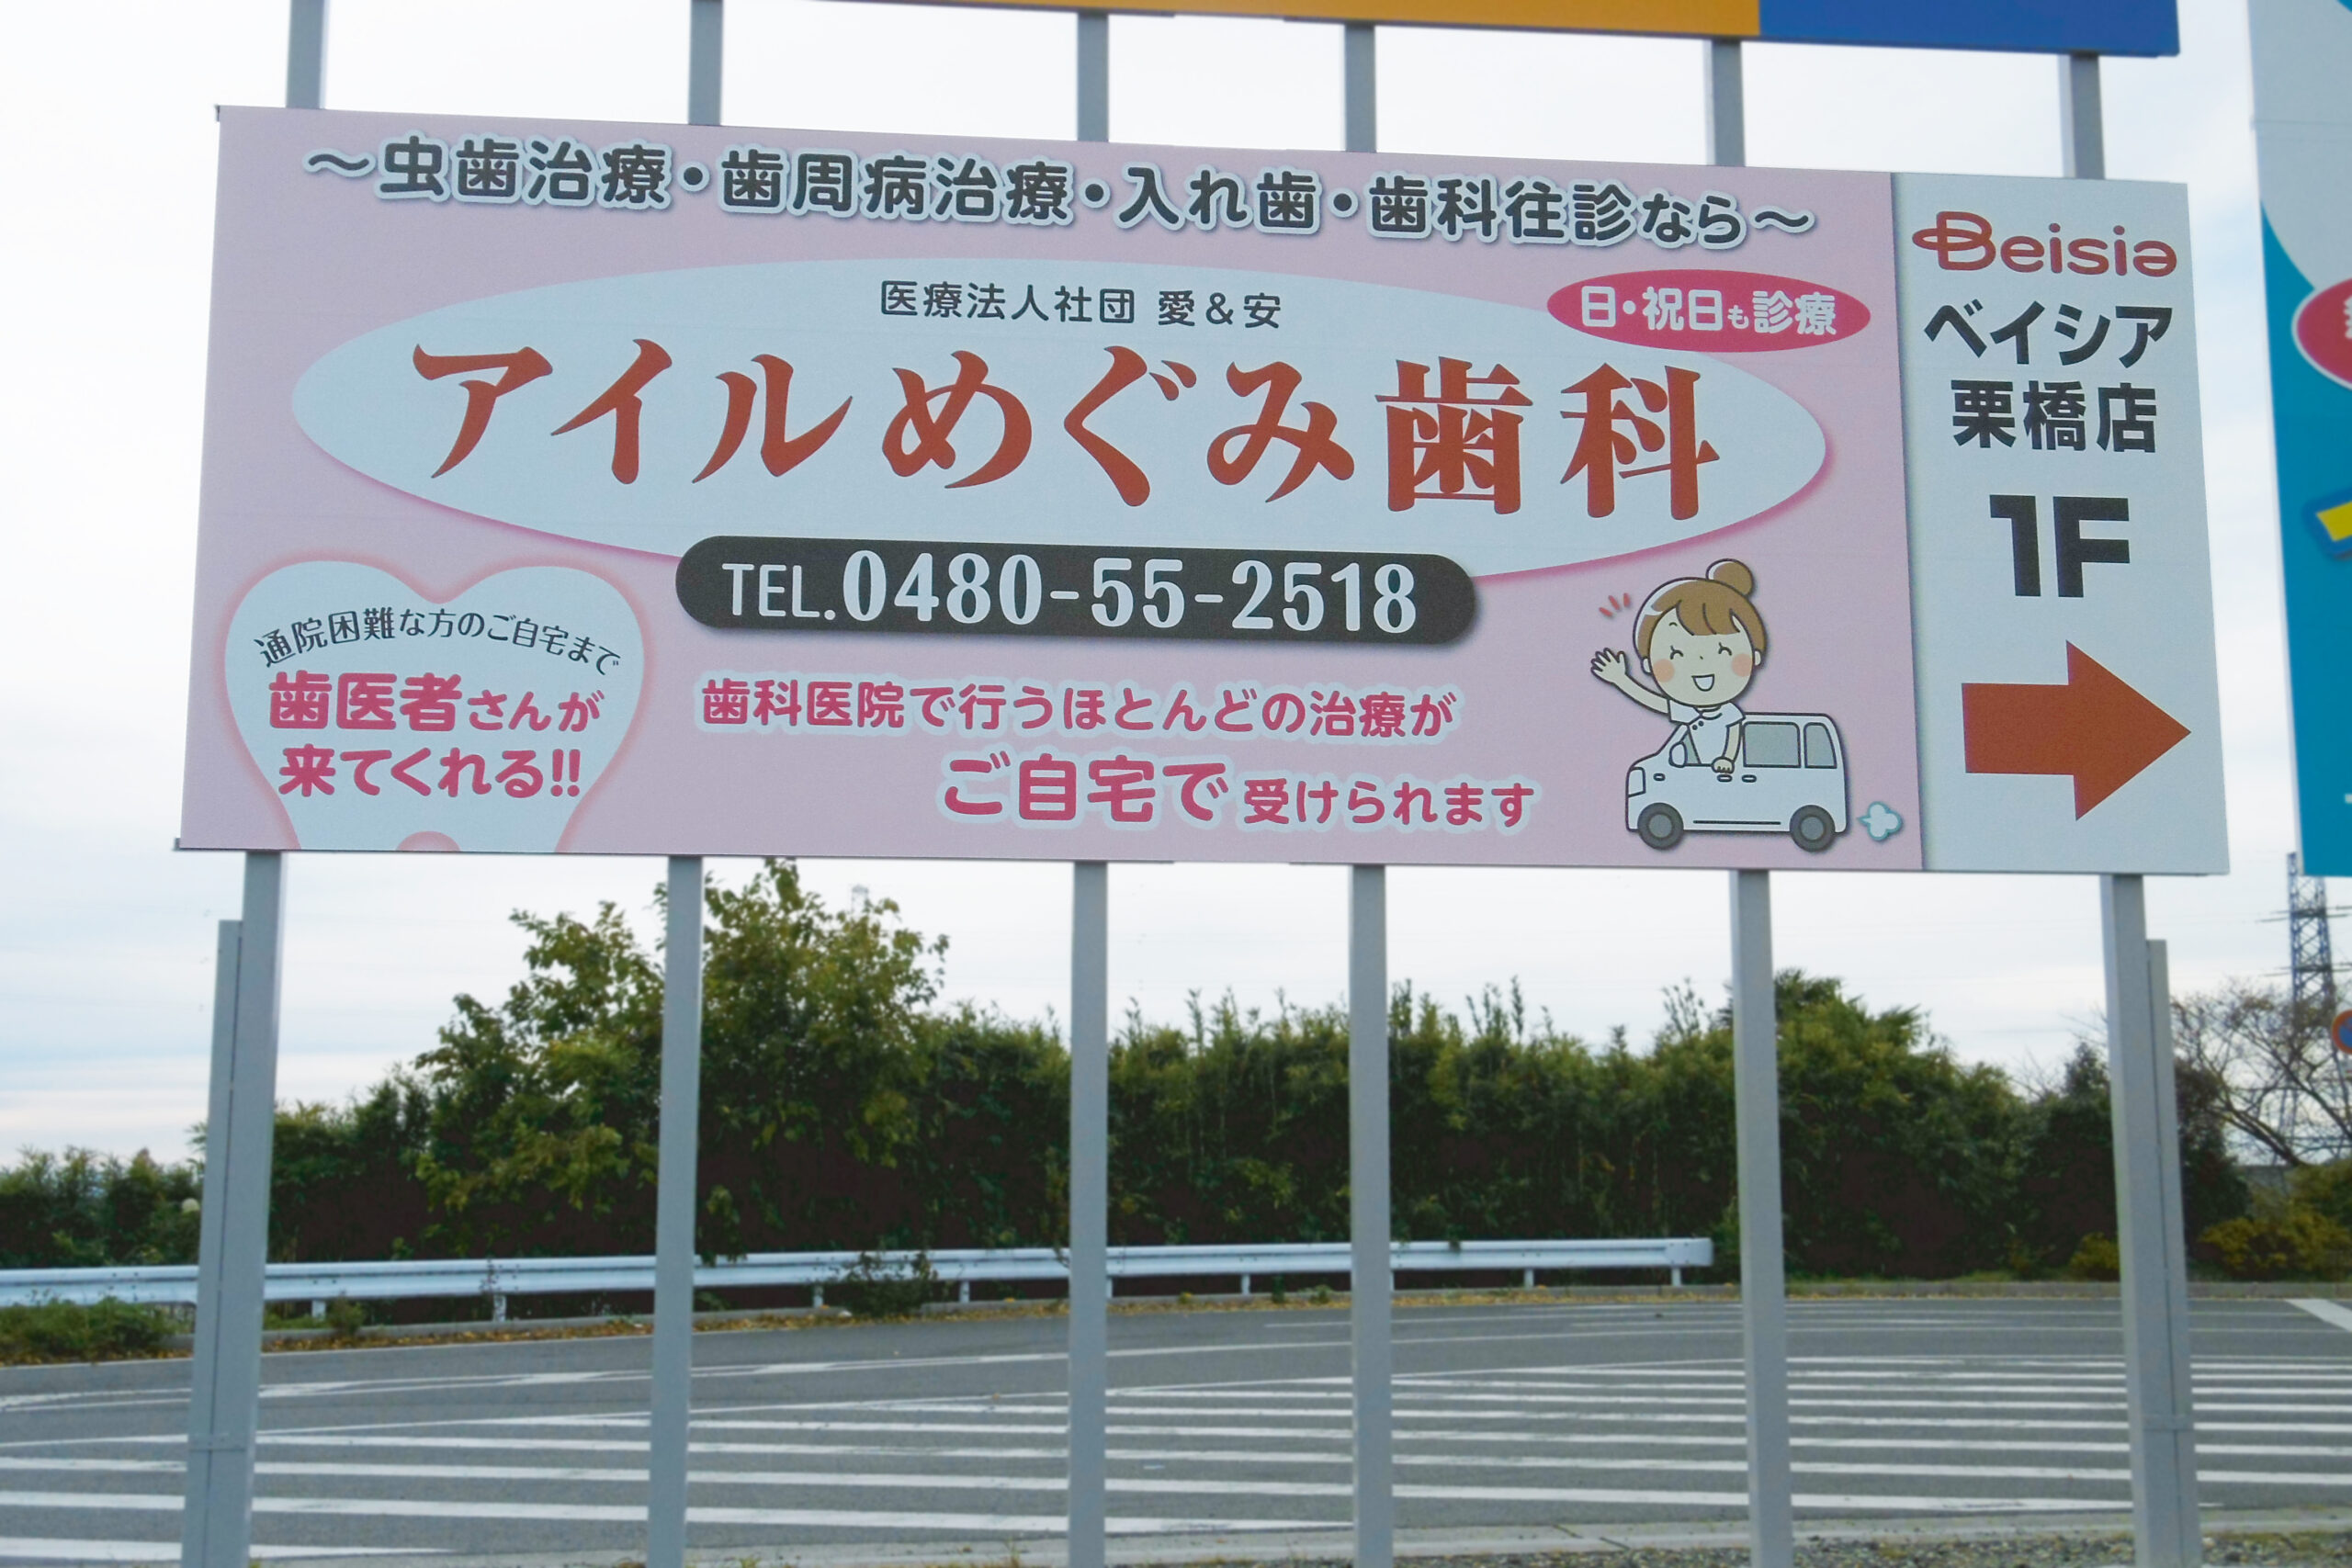 ～虫歯治療・歯周病治療・入れ歯・歯科往診なら～
医療法人社団 愛＆安
日・祝日も診療
アイルめぐみ歯科
TEL.0480-55-2518
通院困難な方のご自宅まで
歯医者さんが
来てくれる!!
歯科医院で行うほとんどの治療が
ご自宅で受けられます
Beisia
ベイシア
栗橋店
1F